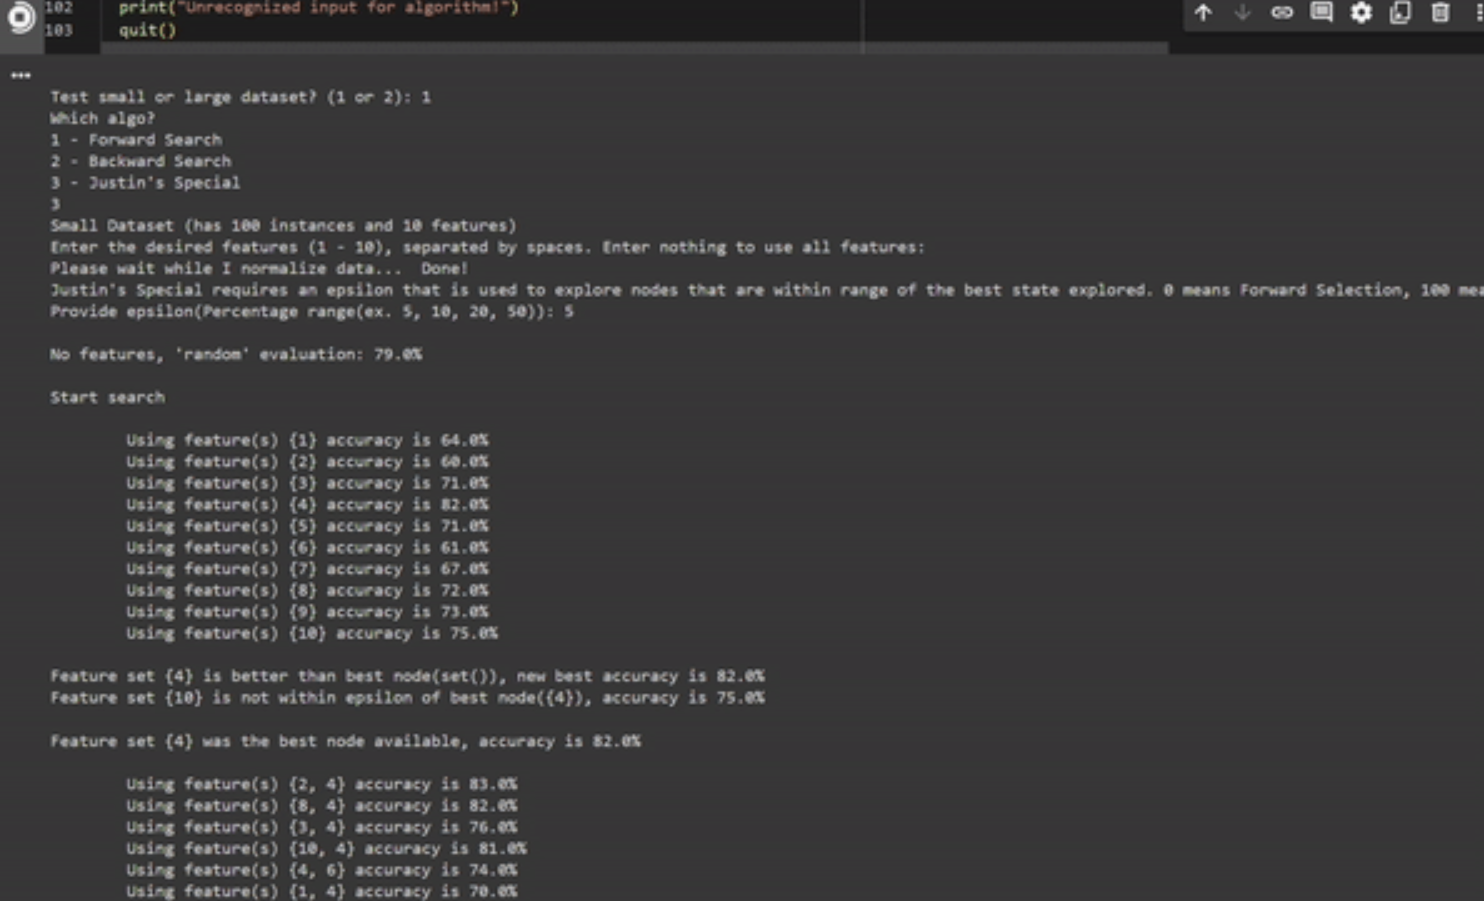 102 print("Unrecognized input for algorithm!")
103 quit()
Test small or large dataset? (1 or 2): 1
Which algo?
1 - Forward Search
2 - Backward Search
3 - Justin's Special
3
Small Dataset (has 100 instances and 10 features)
Enter the desired features (1 - 10), separated by spaces. Enter nothing to use all features:
Please wait while I normalize data... Done!
Justin's Special requires an epsilon that is used to explore nodes that are within range of the best state explored. 0 means Forward Selection, 100 mea
Provide epsilon(Percentage range(ex. 5, 10, 20, 50)): 5
No features, 'random' evaluation: 79.0%
Start search
Using feature(s) {1} accuracy is 64.0%
Using feature(s) {2} accuracy is 60.0%
Using feature(s) {3} accuracy is 71.0%
Using feature(s) {4} accuracy is 82.0%
Using feature(s) {5} accuracy is 71.0%
Using feature(s) {6} accuracy is 61.0%
Using feature(s) {7} accuracy is 67.0%
Using feature(s) {8} accuracy is 72.0%
Using feature(s) {9} accuracy is 73.0%
Using feature(s) {10} accuracy is 75.0%
Feature set {4} is better than best node(set()), new best accuracy is 82.0%
Feature set {10} is not within epsilon of best node({4}), accuracy is 75.0%
Feature set {4} was the best node available, accuracy is 82.0%
Using feature(s) {2, 4} accuracy is 83.0%
Using feature(s) {8, 4} accuracy is 82.0%
Using feature(s) {3, 4} accuracy is 76.0%
Using feature(s) {10, 4} accuracy is 81.0%
Using feature(s) {4, 6} accuracy is 74.0%
Using feature(s) {1, 4} accuracy is 70.0%